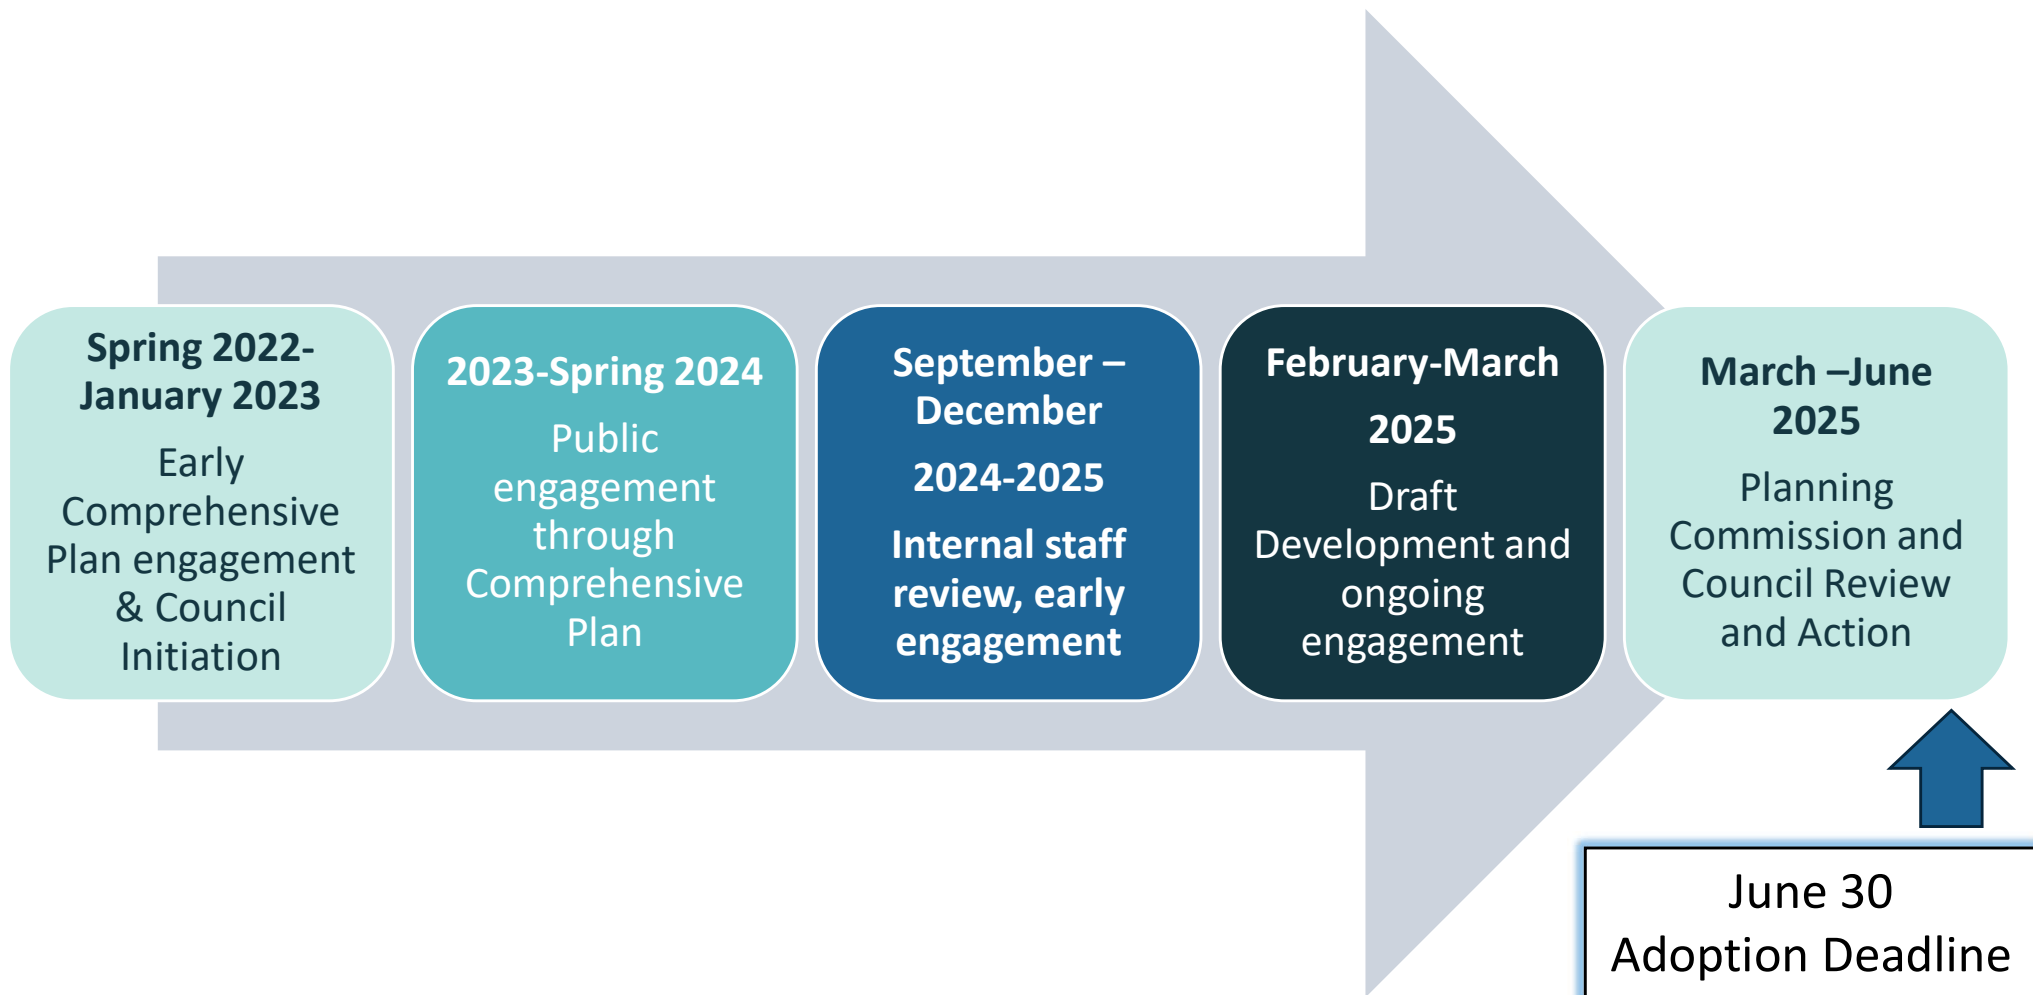 Spring 2022-
January 2023
Early
Comprehensive
Plan engagement
& Council
Initiation
2023-Spring 2024
Public
engagement
through
Comprehensive
Plan
September –
December
2024-2025
Internal staff
review, early
engagement
February-March
2025
Draft
Development and
ongoing
engagement
March –June
2025
Planning
Commission and
Council Review
and Action
June 30
Adoption Deadline